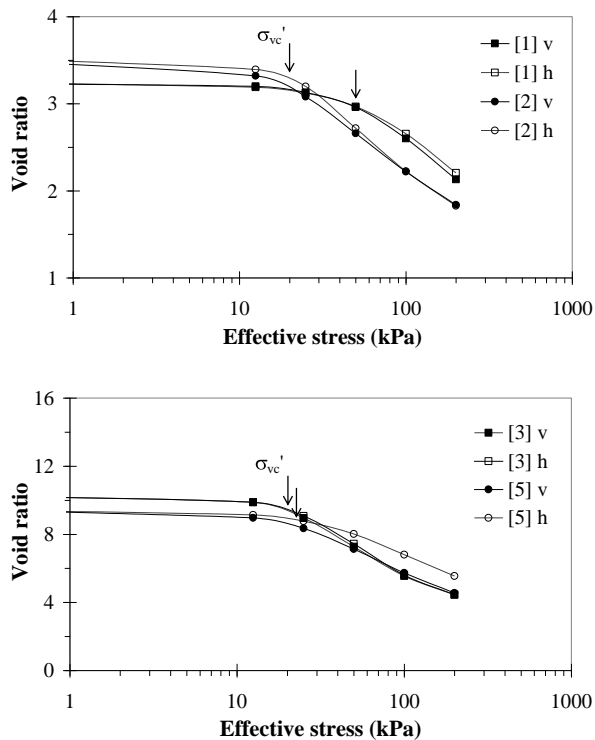 4
3
2
1
Void ratio
σvc'
[1] v
[1] h
[2] v
[2] h
1 10 100 1000
Effective stress (kPa)
16
12
8
4
0
Void ratio
σvc'
[3] v
[3] h
[5] v
[5] h
1 10 100 1000
Effective stress (kPa)